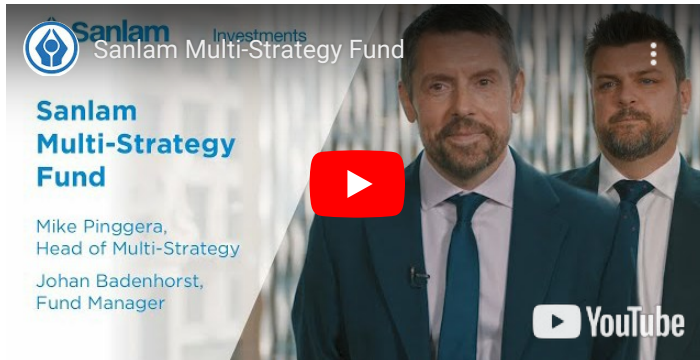 Sanlam Investments
Sanlam Multi-Strategy Fund
Sanlam
Multi-Strategy
Fund
Mike Pinggera,
Head of Multi-Strategy
Johan Badenhorst,
Fund Manager
YouTube